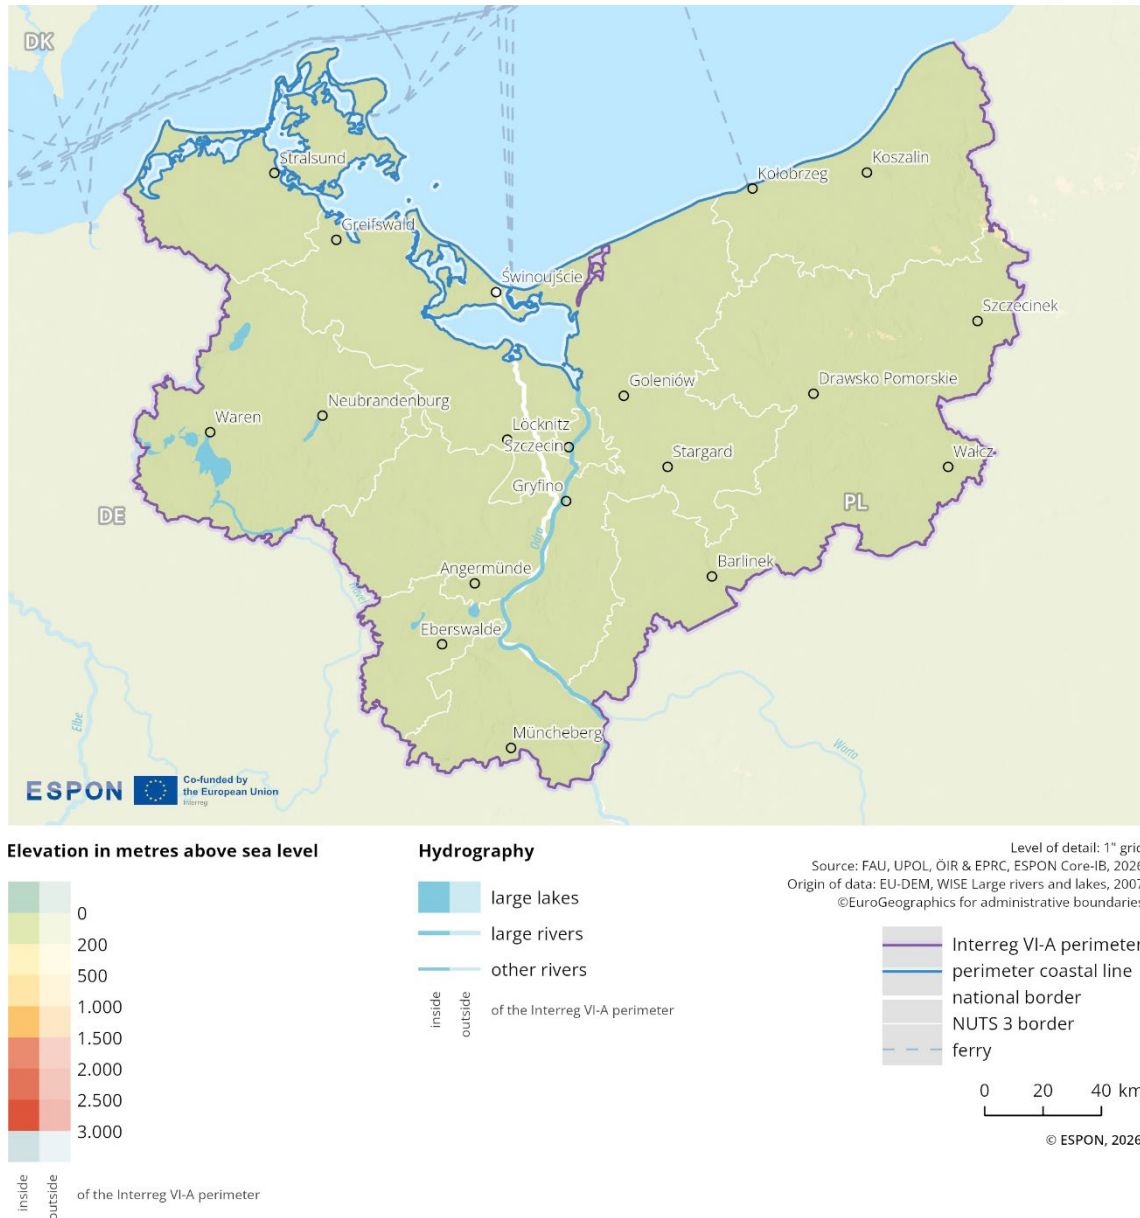 DK
Stralsund
Koszalin
Kołobrzeg
Greifswald
Świnoujście
Szczecinek
Goleniów
Drawsko Pomorskie
Neubrandenburg
Waren
Löcknitz
Szczecin
Stargard
Wałcz
Gryfino
DE
PL
Odra
Angermünde
Barlinek
Havel
Eberswalde
Elbe
Müncheberg
Warta
ESPON
Co-funded by
the European Union
Interreg
Elevation in metres above sea level
0
200
500
1.000
1.500
2.000
2.500
3.000
inside
outside
of the Interreg VI-A perimeter
Hydrography
large lakes
large rivers
other rivers
inside
outside
of the Interreg VI-A perimeter
Level of detail: 1" grid
Source: FAU, UPOL, ÖIR & EPRC, ESPON Core-IB, 2026
Origin of data: EU-DEM, WISE Large rivers and lakes, 2007
©EuroGeographics for administrative boundaries
Interreg VI-A perimeter
perimeter coastal line
national border
NUTS 3 border
ferry
0 20 40 km
© ESPON, 2026